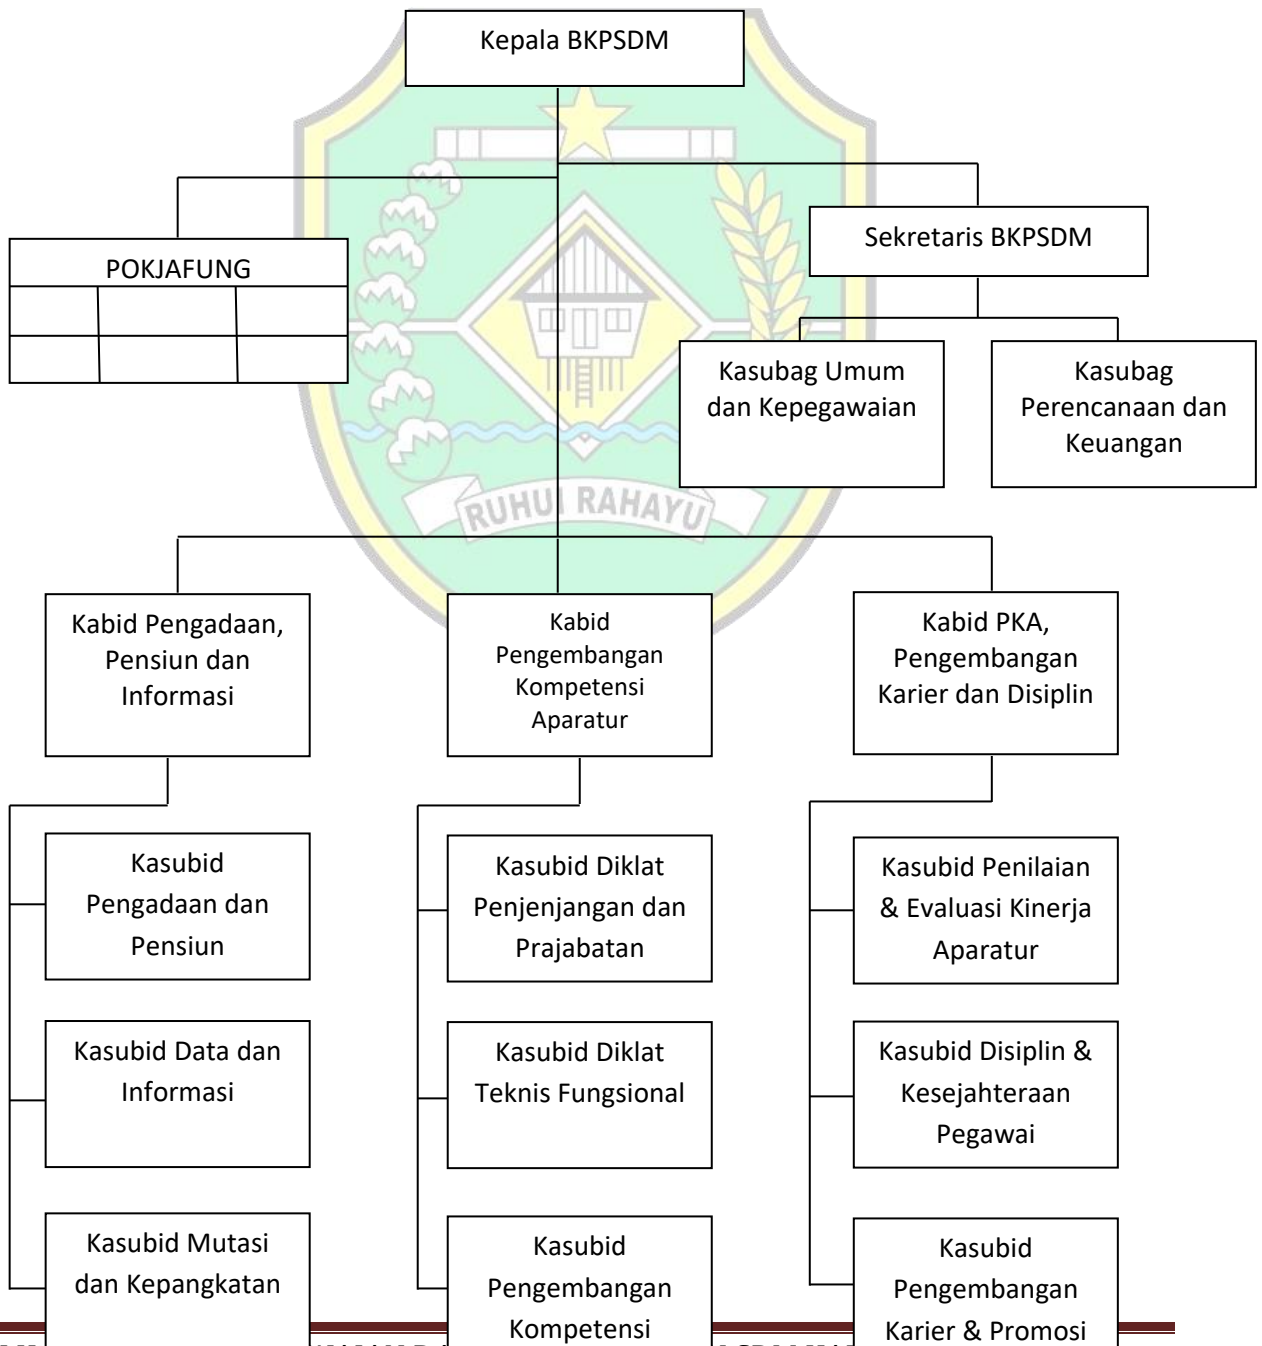 Kepala BKPSDM
POKJAFUNG
Sekretaris BKPSDM
Kasubag Umum
dan Kepegawaian
Kasubag
Perencanaan dan
Keuangan
RUHUI RAHAYU
Kabid Pengadaan,
Pensiun dan
Informasi
Kabid
Pengembangan
Kompetensi
Aparatur
Kabid PKA,
Pengembangan
Karier dan Disiplin
Kasubid
Pengadaan dan
Pensiun
Kasubid Diklat
Penjenjangan dan
Prajabatan
Kasubid Penilaian
& Evaluasi Kinerja
Aparatur
Kasubid Data dan
Informasi
Kasubid Diklat
Teknis Fungsional
Kasubid Disiplin &
Kesejahteraan
Pegawai
Kasubid Mutasi
dan Kepangkatan
Kasubid
Pengembangan
Kompetensi
Kasubid
Pengembangan
Karier & Promosi